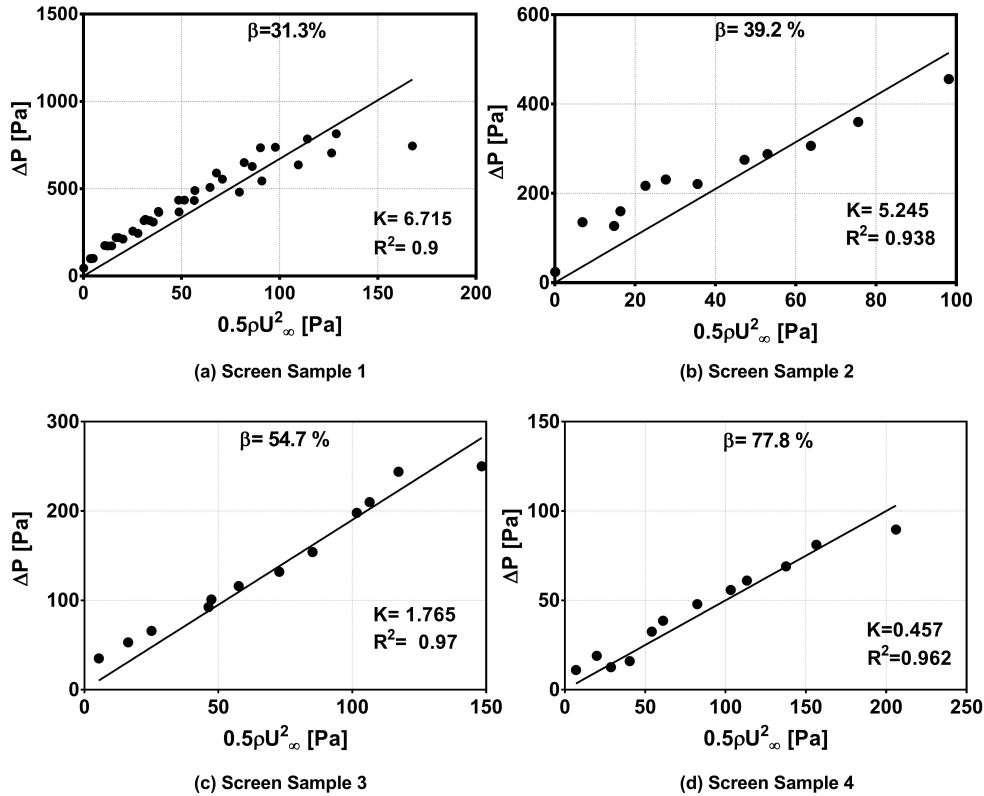 β=31.3%
1500
1000
500
0
ΔP [Pa]
K= 6.715
R²= 0.9
0 50 100 150 200
0.5ρU²∞ [Pa]
(a) Screen Sample 1
β= 39.2 %
600
400
200
0
ΔP [Pa]
K= 5.245
R²= 0.938
0 20 40 60 80 100
0.5ρU²∞ [Pa]
(b) Screen Sample 2
β= 54.7 %
300
200
100
0
ΔP [Pa]
K= 1.765
R²= 0.97
0 50 100 150
0.5ρU²∞ [Pa]
(c) Screen Sample 3
β= 77.8 %
150
100
50
0
ΔP [Pa]
K=0.457
R²=0.962
0 50 100 150 200 250
0.5ρU²∞ [Pa]
(d) Screen Sample 4